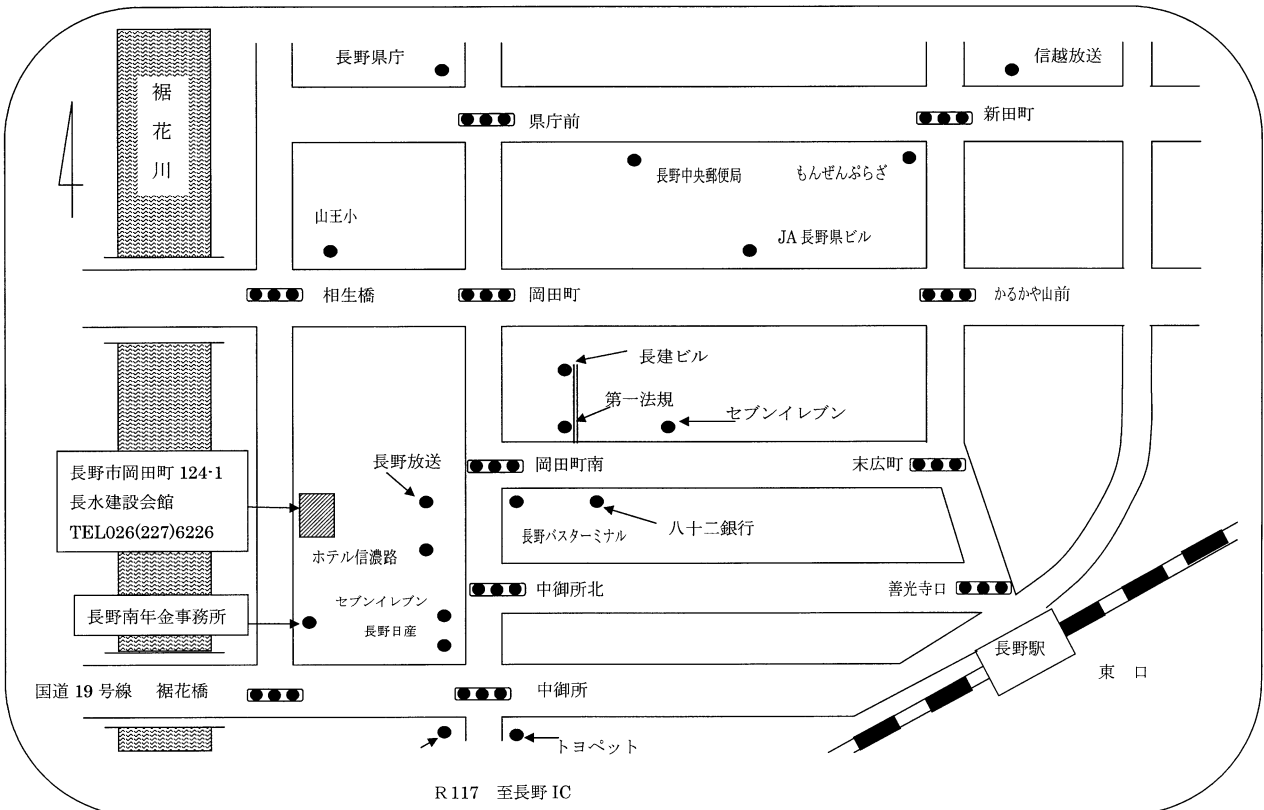 長野県庁
信越放送
裾花川
県庁前
新田町
長野中央郵便局
もんぜんぷらざ
山王小
JA長野県ビル
相生橋
岡田町
かるかや山前
長建ビル
第一法規
セブンイレブン
長野市岡田町 124-1
長水建設会館
TEL026(227)6226
長野放送
岡田町南
末広町
長野バスターミナル
八十二銀行
ホテル信濃路
中御所北
善光寺口
長野南年金事務所
セブンイレブン
長野日産
長野駅
東 口
国道 19 号線 裾花橋
中御所
トヨペット
R117 至長野 IC